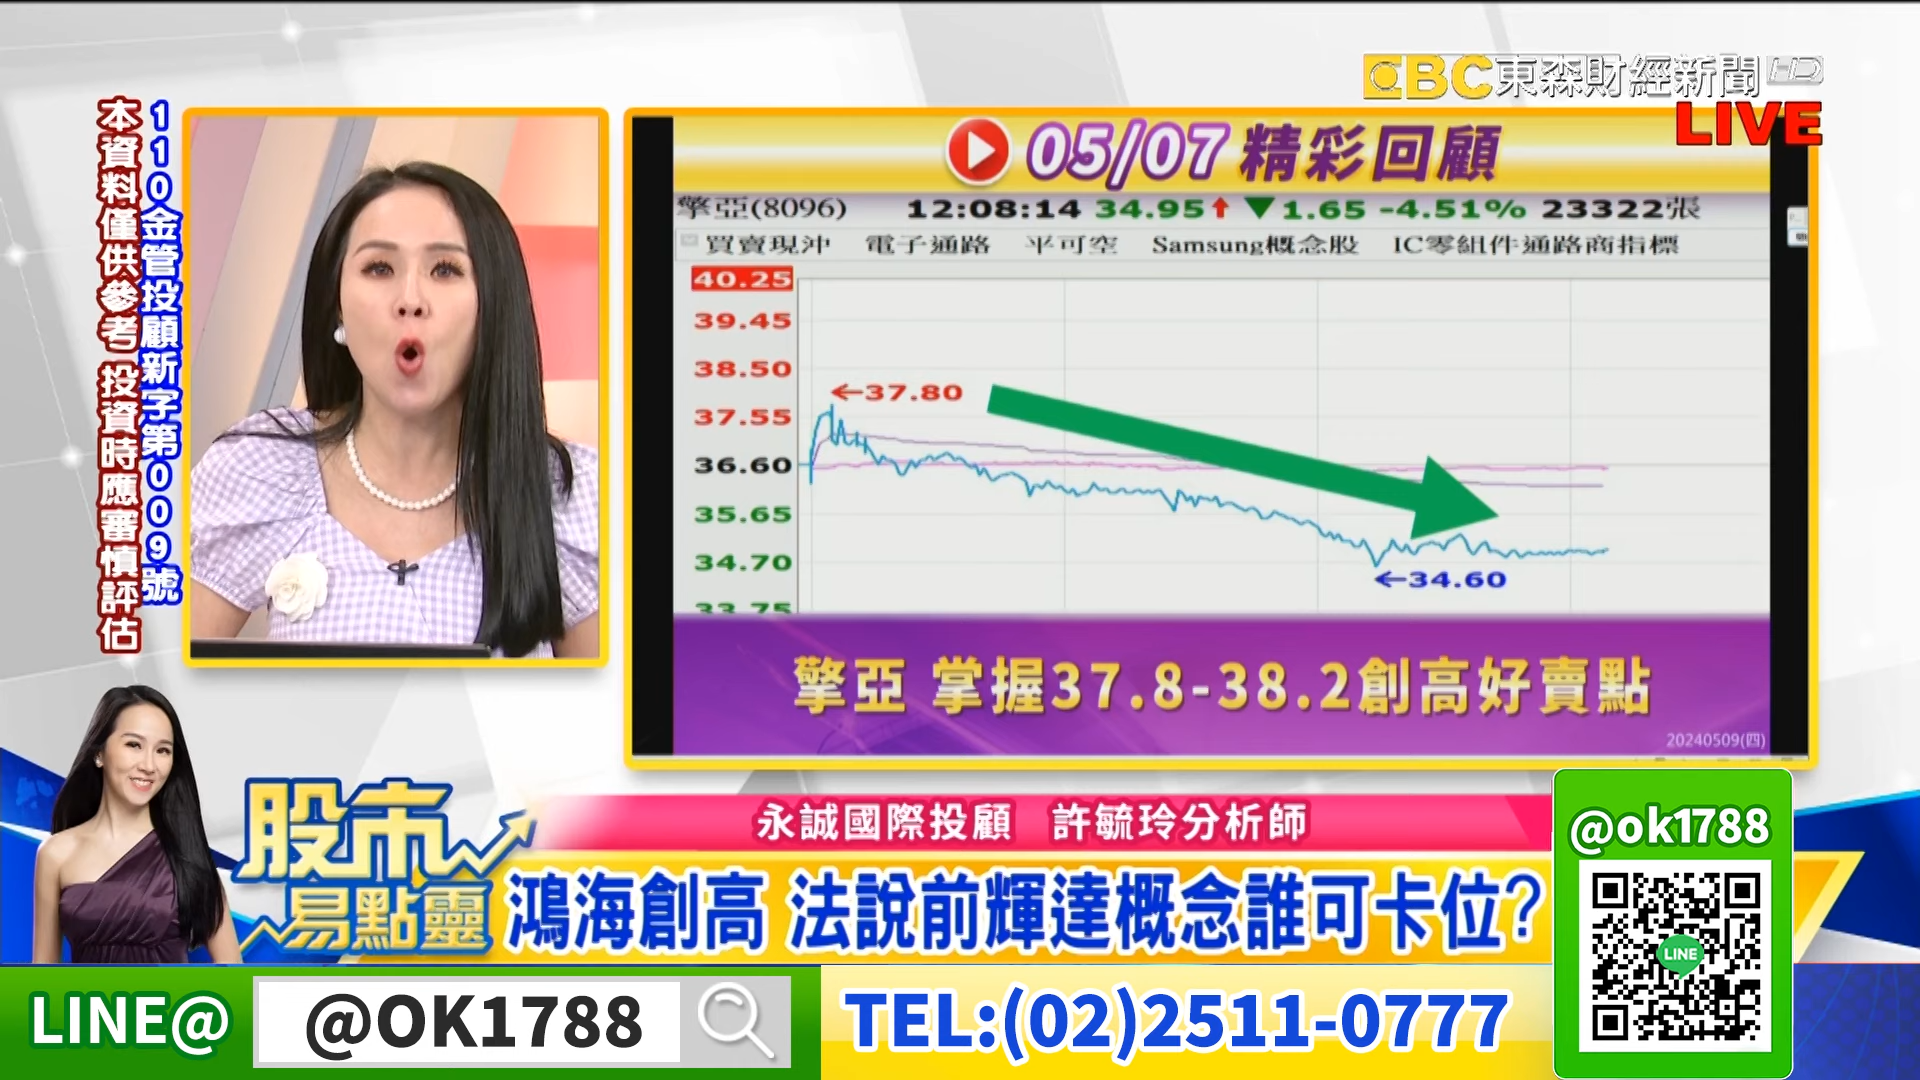 EBC東森財經新聞HD
LIVE
110金管投顧新字第009號
本資料僅供參考 投資時應審慎評估
05/07 精彩回顧
擎亞(8096) 12:08:14 34.95↑ ▼1.65 -4.51% 23322張
買賣現沖 電子通路 平可空 Samsung概念股 IC零組件通路商指標
40.25
39.45
38.50
←37.80
37.55
36.60
35.65
34.70
←34.60
33.75
擎亞 掌握37.8-38.2創高好賣點
20240509(四)
股市易點靈
永誠國際投顧 許毓玲分析師
鴻海創高 法說前輝達概念誰可卡位?
@ok1788
LINE
LINE@ @OK1788
TEL:(02)2511-0777